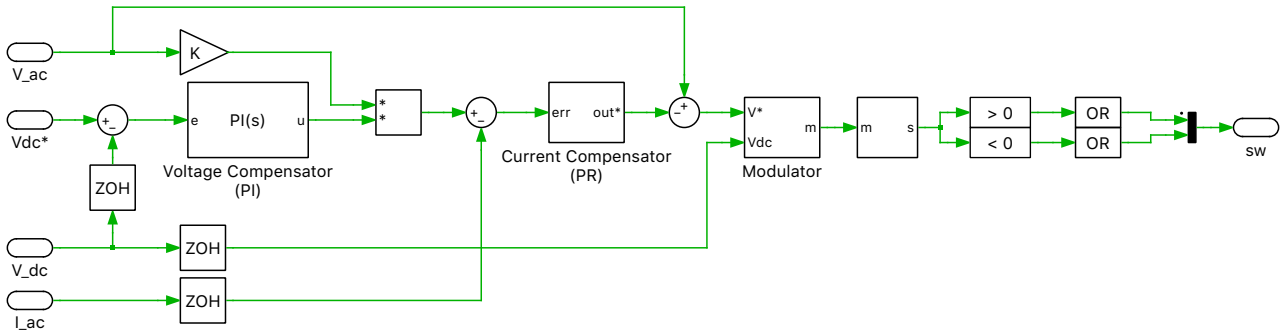 V_ac
K
Vdc*
+
−
ZOH
e
PI(s)
u
Voltage Compensator
(PI)
*
*
+
−
err
out*
Current Compensator
(PR)
+
−
V*
Vdc
m
Modulator
m
s
> 0
< 0
OR
OR
sw
V_dc
ZOH
I_ac
ZOH